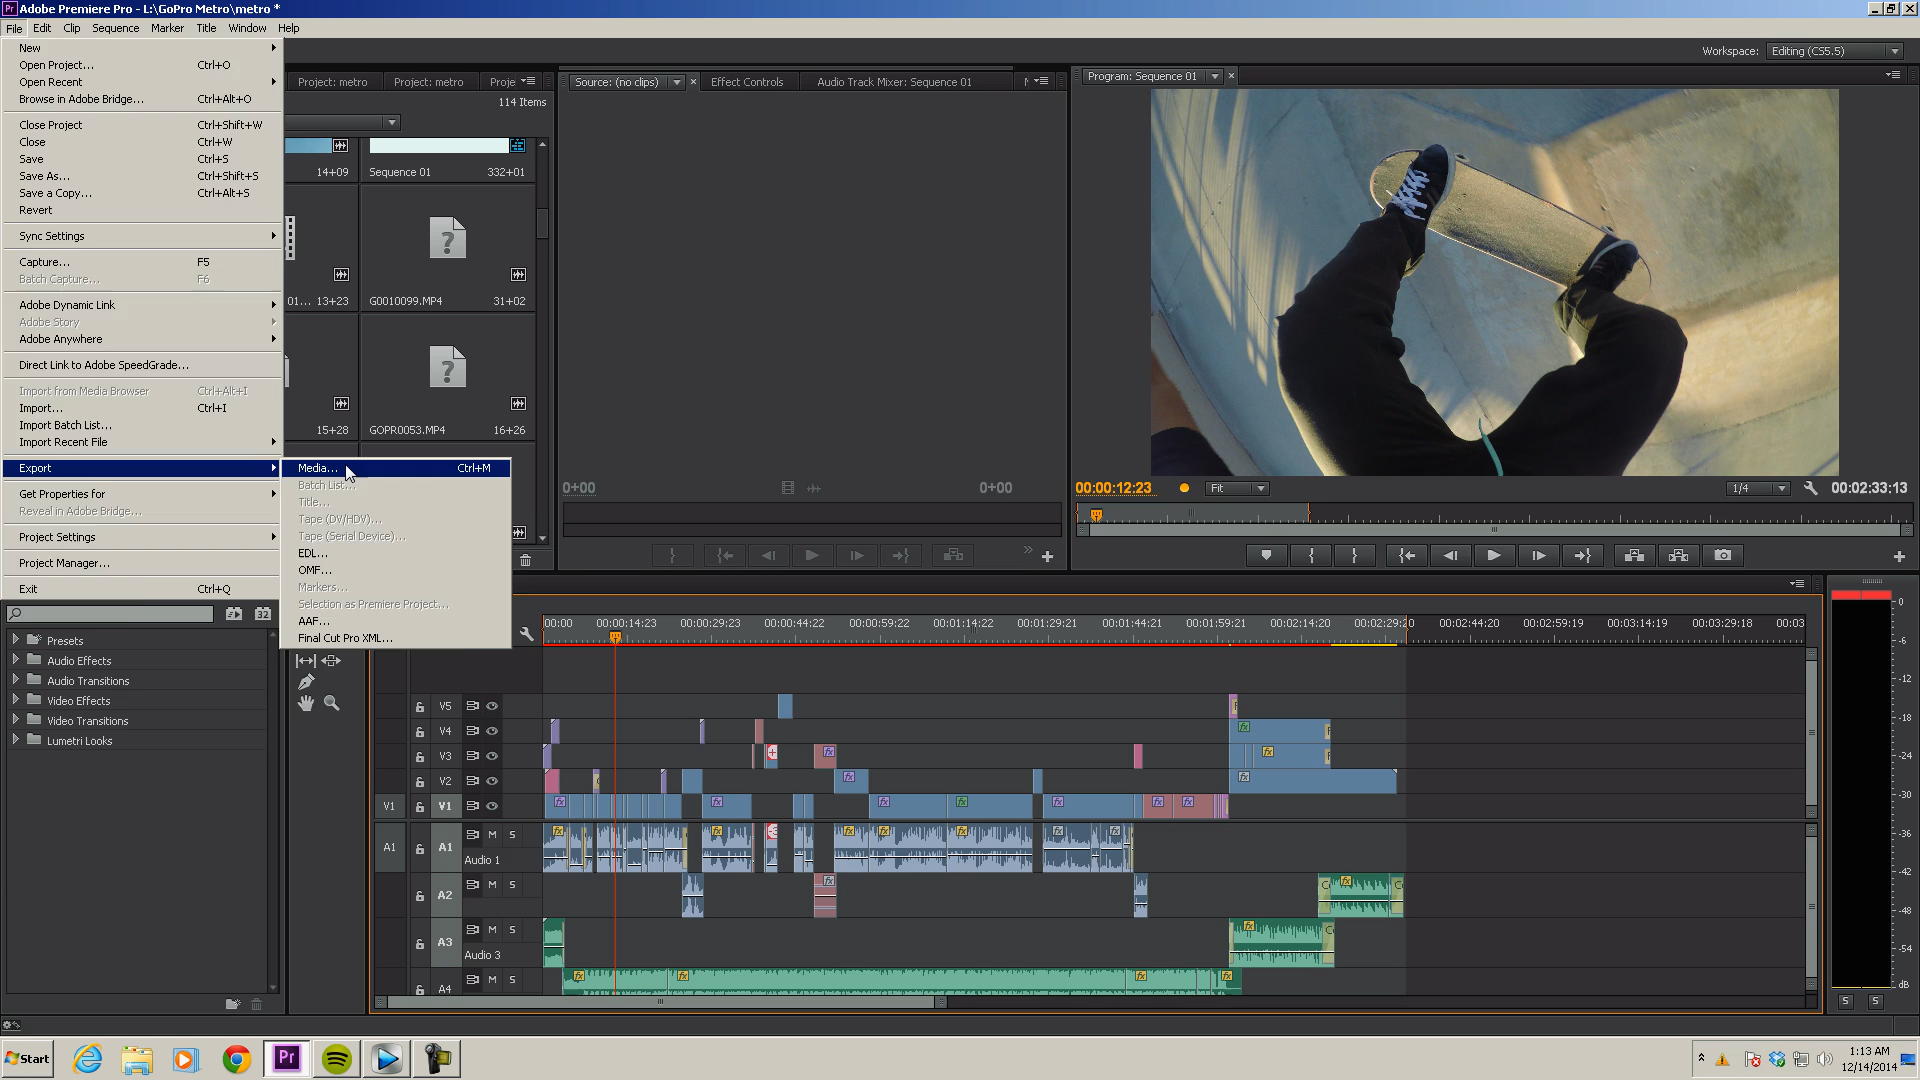 Adobe Premiere Pro - L:\GoPro Metro\metro *
File Edit Clip Sequence Marker Title Window Help
Workspace: Editing (CS5.5)
New
Open Project... Ctrl+O
Open Recent
Browse in Adobe Bridge... Ctrl+Alt+O
Close Project Ctrl+Shift+W
Close Ctrl+W
Save Ctrl+S
Save As... Ctrl+Shift+S
Save a Copy... Ctrl+Alt+S
Revert
Sync Settings
Capture... F5
Batch Capture... F6
Adobe Dynamic Link
Adobe Story
Adobe Anywhere
Direct Link to Adobe SpeedGrade...
Import from Media Browser Ctrl+Alt+I
Import... Ctrl+I
Import Batch List...
Import Recent File
Export
Get Properties for
Reveal in Adobe Bridge...
Project Settings
Project Manager...
Exit Ctrl+Q
Media... Ctrl+M
Batch List...
Title...
Tape (DV/HDV)...
Tape (Serial Device)...
EDL...
OMF...
Markers...
Selection as Premiere Project...
AAF...
Final Cut Pro XML...
Project: metro Project: metro Proje
114 Items
14+09 Sequence 01 332+01
01... 13+23 G0010099.MP4 31+02
15+28 GOPR0053.MP4 16+26
Source: (no clips) Effect Controls Audio Track Mixer: Sequence 01
0+00 0+00
Program: Sequence 01
00:00:12:23 Fit 1/4 00:02:33:13
32
Presets
Audio Effects
Audio Transitions
Video Effects
Video Transitions
Lumetri Looks
00:00 00:00:14:23 00:00:29:23 00:00:44:22 00:00:59:22 00:01:14:22 00:01:29:21 00:01:44:21 00:01:59:21 00:02:14:20 00:02:29:20 00:02:44:20 00:02:59:19 00:03:14:19 00:03:29:18 00:03
V5
V4
V3
V2
V1 V1
A1 A1 M S
Audio 1
A2 M S
A3 M S
Audio 3
A4 M S
0
-6
-12
-18
-24
-30
-36
-42
-48
-54
dB
S S
Start
Pr
1:13 AM
12/14/2014